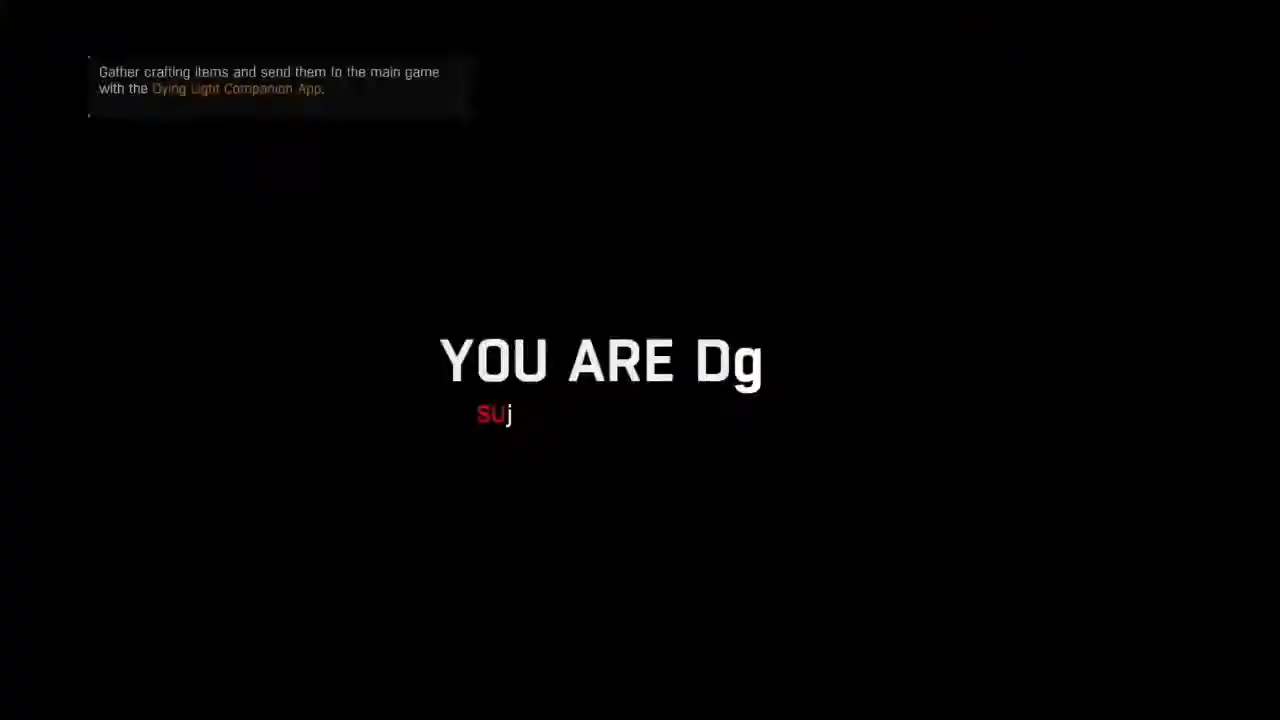 Gather crafting items and send them to the main game
with the Dying Light Companion App.
YOU ARE Dg
SUj